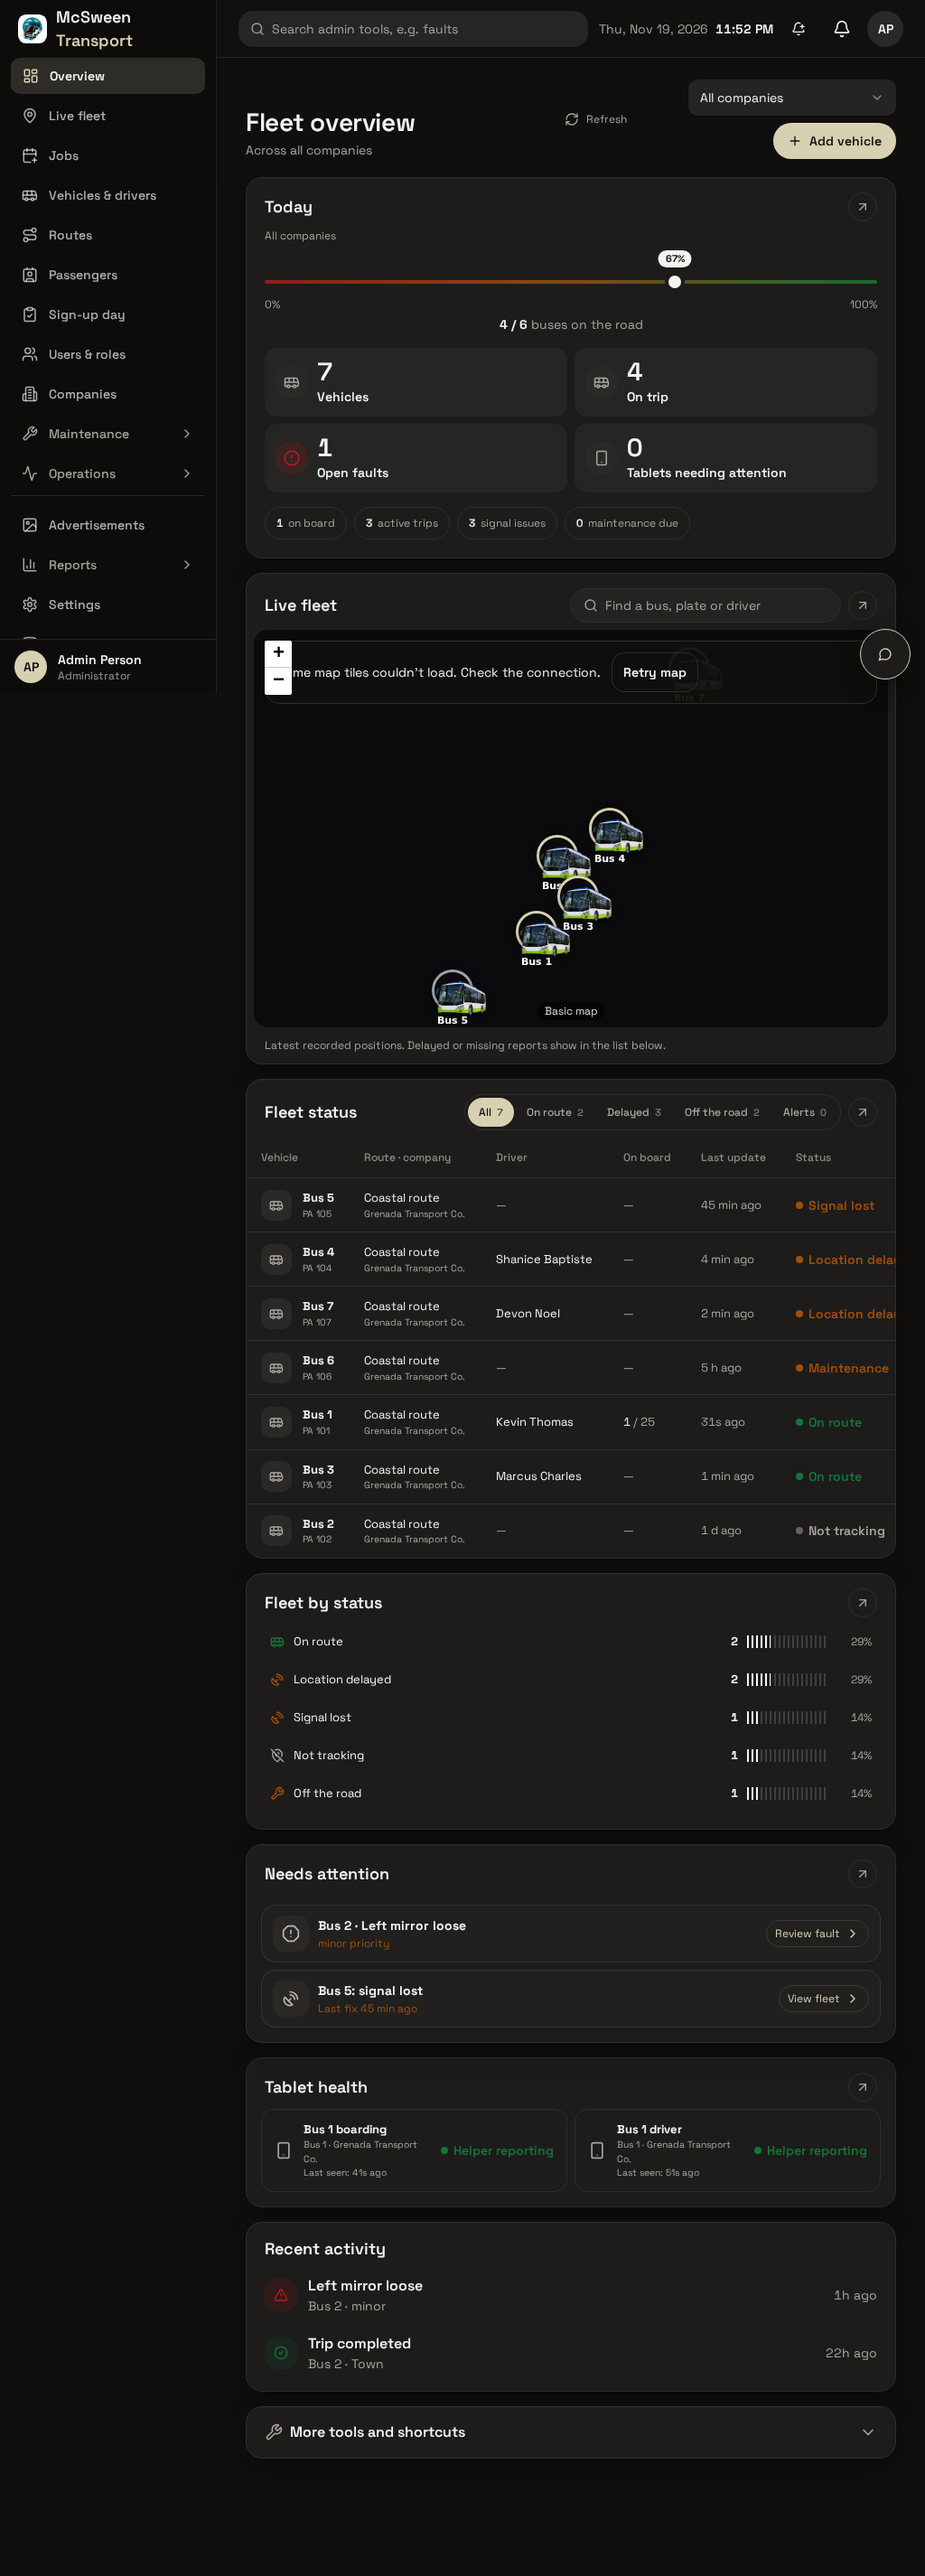 McSween
Transport
Search admin tools, e.g. faults
Thu, Nov 19, 2026 11:52 PM
AP
Overview
Live fleet
Jobs
Vehicles & drivers
Routes
Passengers
Sign-up day
Users & roles
Companies
Maintenance
Operations
Advertisements
Reports
Settings
AP
Admin Person
Administrator
All companies
Fleet overview
Refresh
Across all companies
Add vehicle
Today
All companies
67%
0% 100%
4 / 6 buses on the road
7
Vehicles
4
On trip
1
Open faults
0
Tablets needing attention
1 on board
3 active trips
3 signal issues
0 maintenance due
Live fleet
Find a bus, plate or driver
+
−
me map tiles couldn't load. Check the connection.
Retry map
Bus 7
Bus 4
Bus
Bus 3
Bus 1
Bus 5
Basic map
Latest recorded positions. Delayed or missing reports show in the list below.
Fleet status
All 7
On route 2
Delayed 3
Off the road 2
Alerts 0
Vehicle Route · company Driver On board Last update Status
Bus 5 Coastal route — — 45 min ago Signal lost
PA 105 Grenada Transport Co.
Bus 4 Coastal route Shanice Baptiste — 4 min ago Location
PA 104 Grenada Transport Co.
Bus 7 Coastal route Devon Noel — 2 min ago Location
PA 107 Grenada Transport Co.
Bus 6 Coastal route — — 5 h ago Maintenance
PA 106 Grenada Transport Co.
Bus 1 Coastal route Kevin Thomas 1 / 25 31s ago On route
PA 101 Grenada Transport Co.
Bus 3 Coastal route Marcus Charles — 1 min ago On route
PA 103 Grenada Transport Co.
Bus 2 Coastal route — — 1 d ago Not tracking
PA 102 Grenada Transport Co.
Fleet by status
On route 2 29%
Location delayed 2 29%
Signal lost 1 14%
Not tracking 1 14%
Off the road 1 14%
Needs attention
Bus 2 · Left mirror loose
minor priority
Review fault
Bus 5: signal lost
Last fix 45 min ago
View fleet
Tablet health
Bus 1 boarding
Bus 1 · Grenada Transport
Co.
Last seen: 41s ago
Helper reporting
Bus 1 driver
Bus 1 · Grenada Transport
Co.
Last seen: 51s ago
Helper reporting
Recent activity
Left mirror loose
Bus 2 · minor
1h ago
Trip completed
Bus 2 · Town
22h ago
More tools and shortcuts